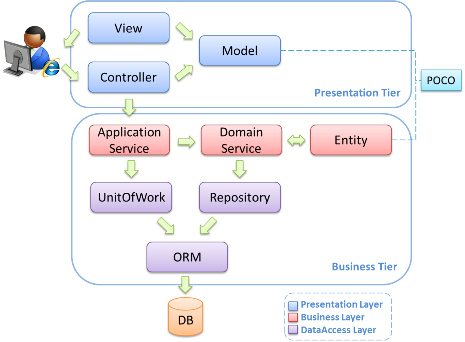 View
Model
Controller
POCO
Presentation Tier
Application
Service
Domain
Service
Entity
UnitOfWork
Repository
ORM
Business Tier
DB
Presentation Layer
Business Layer
DataAccess Layer